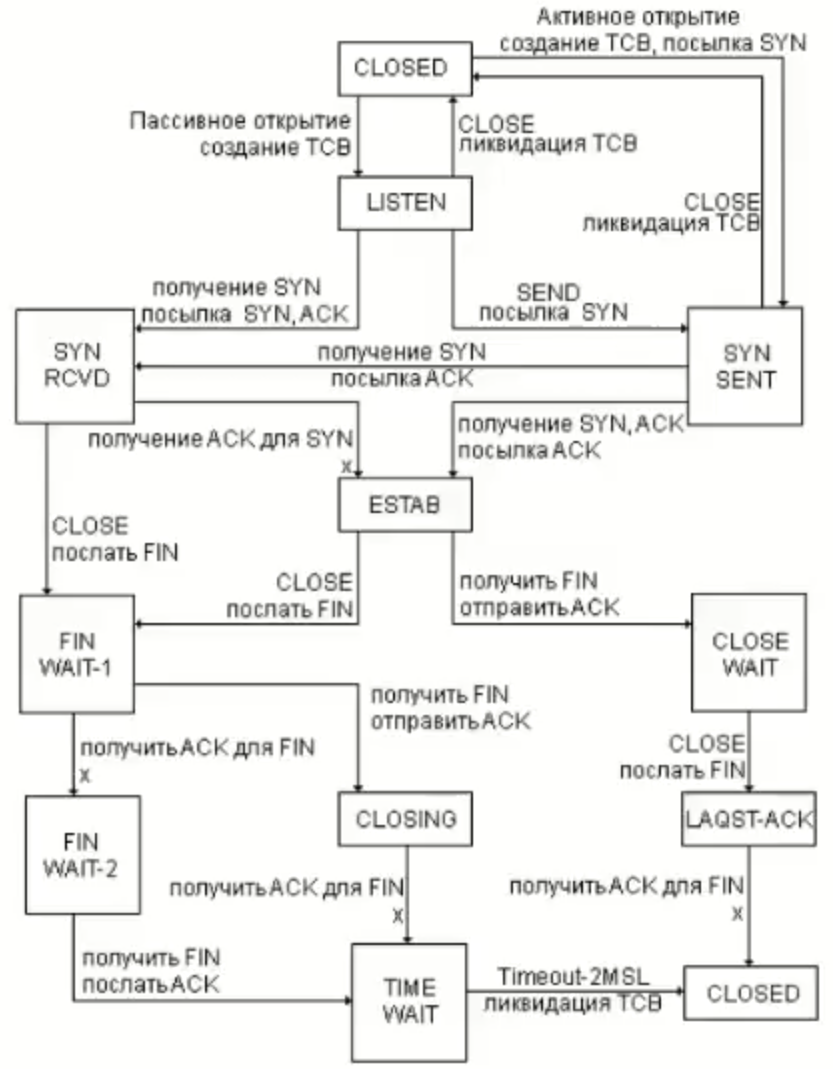 Активное открытие
создание TCB, посылка SYN
CLOSED
Пассивное открытие
создание TCB
CLOSE
ликвидация TCB
LISTEN
CLOSE
ликвидация TCB
получение SYN
посылка SYN, ACK
SEND
посылка SYN
SYN
RCVD
получение SYN
посылка ACK
SYN
SENT
получение ACK для SYN
x
получение SYN, ACK
посылка ACK
ESTAB
CLOSE
послать FIN
CLOSE
послать FIN
получить FIN
отправить ACK
FIN
WAIT-1
CLOSE
WAIT
получить FIN
отправить ACK
получить ACK для FIN
x
CLOSE
послать FIN
FIN
WAIT-2
CLOSING
LAQST-ACK
получить ACK для FIN
x
получить ACK для FIN
x
получить FIN
послать ACK
TIME
WAIT
Timeout-2MSL
ликвидация TCB
CLOSED